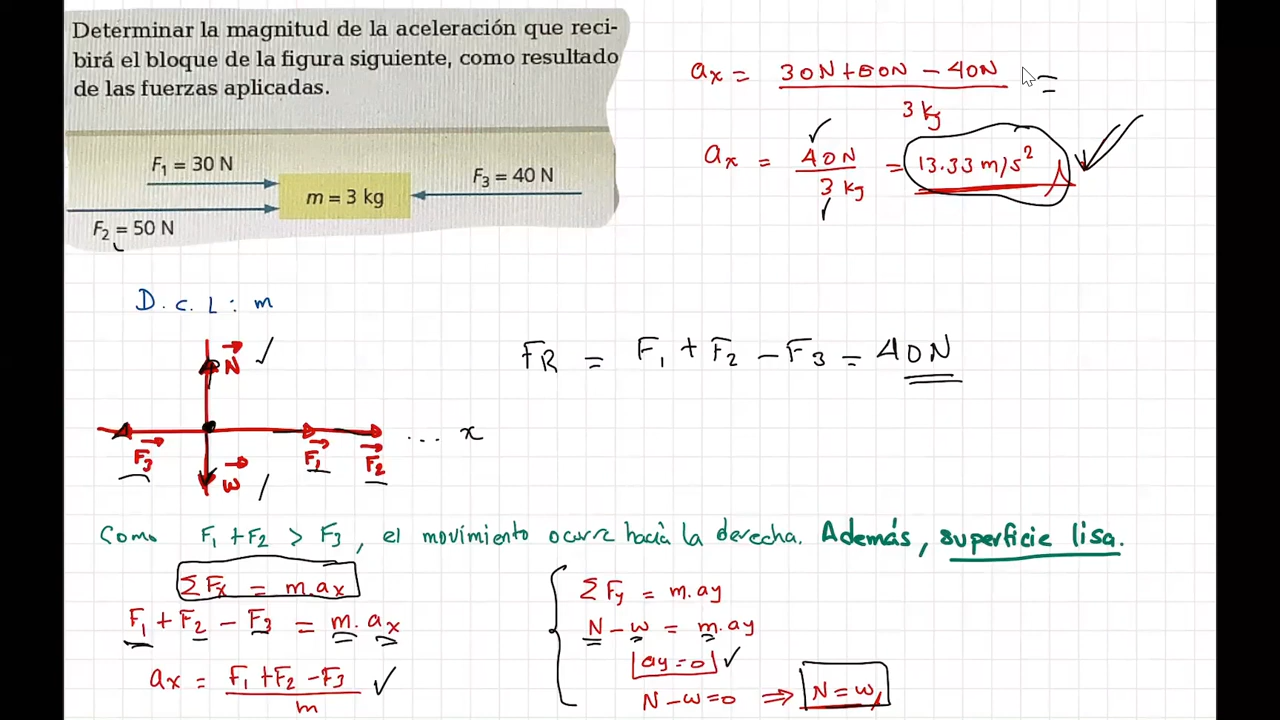 Determinar la magnitud de la aceleración que reci-
birá el bloque de la figura siguiente, como resultado
de las fuerzas aplicadas.
F₁ = 30 N
F₃ = 40 N
m = 3 kg
F₂ = 50 N
ax = 30N+50N - 40N
3 kg
ax = 40N = 13.33 m/s²
3 kg
D.C.L: m
N
FR = F₁ + F₂ - F₃ = 40N
... x
F₃ F₁ F₂
w
Como F₁ + F₂ > F₃, el movimiento ocurre hacia la derecha. Además, superficie lisa.
ΣFx = m.ax
F₁ + F₂ - F₃ = m.ax
ax = F₁ + F₂ - F₃
m
ΣFy = m.ay
N - w = m.ay
ay = 0
N - w = 0 ⇒ N = w